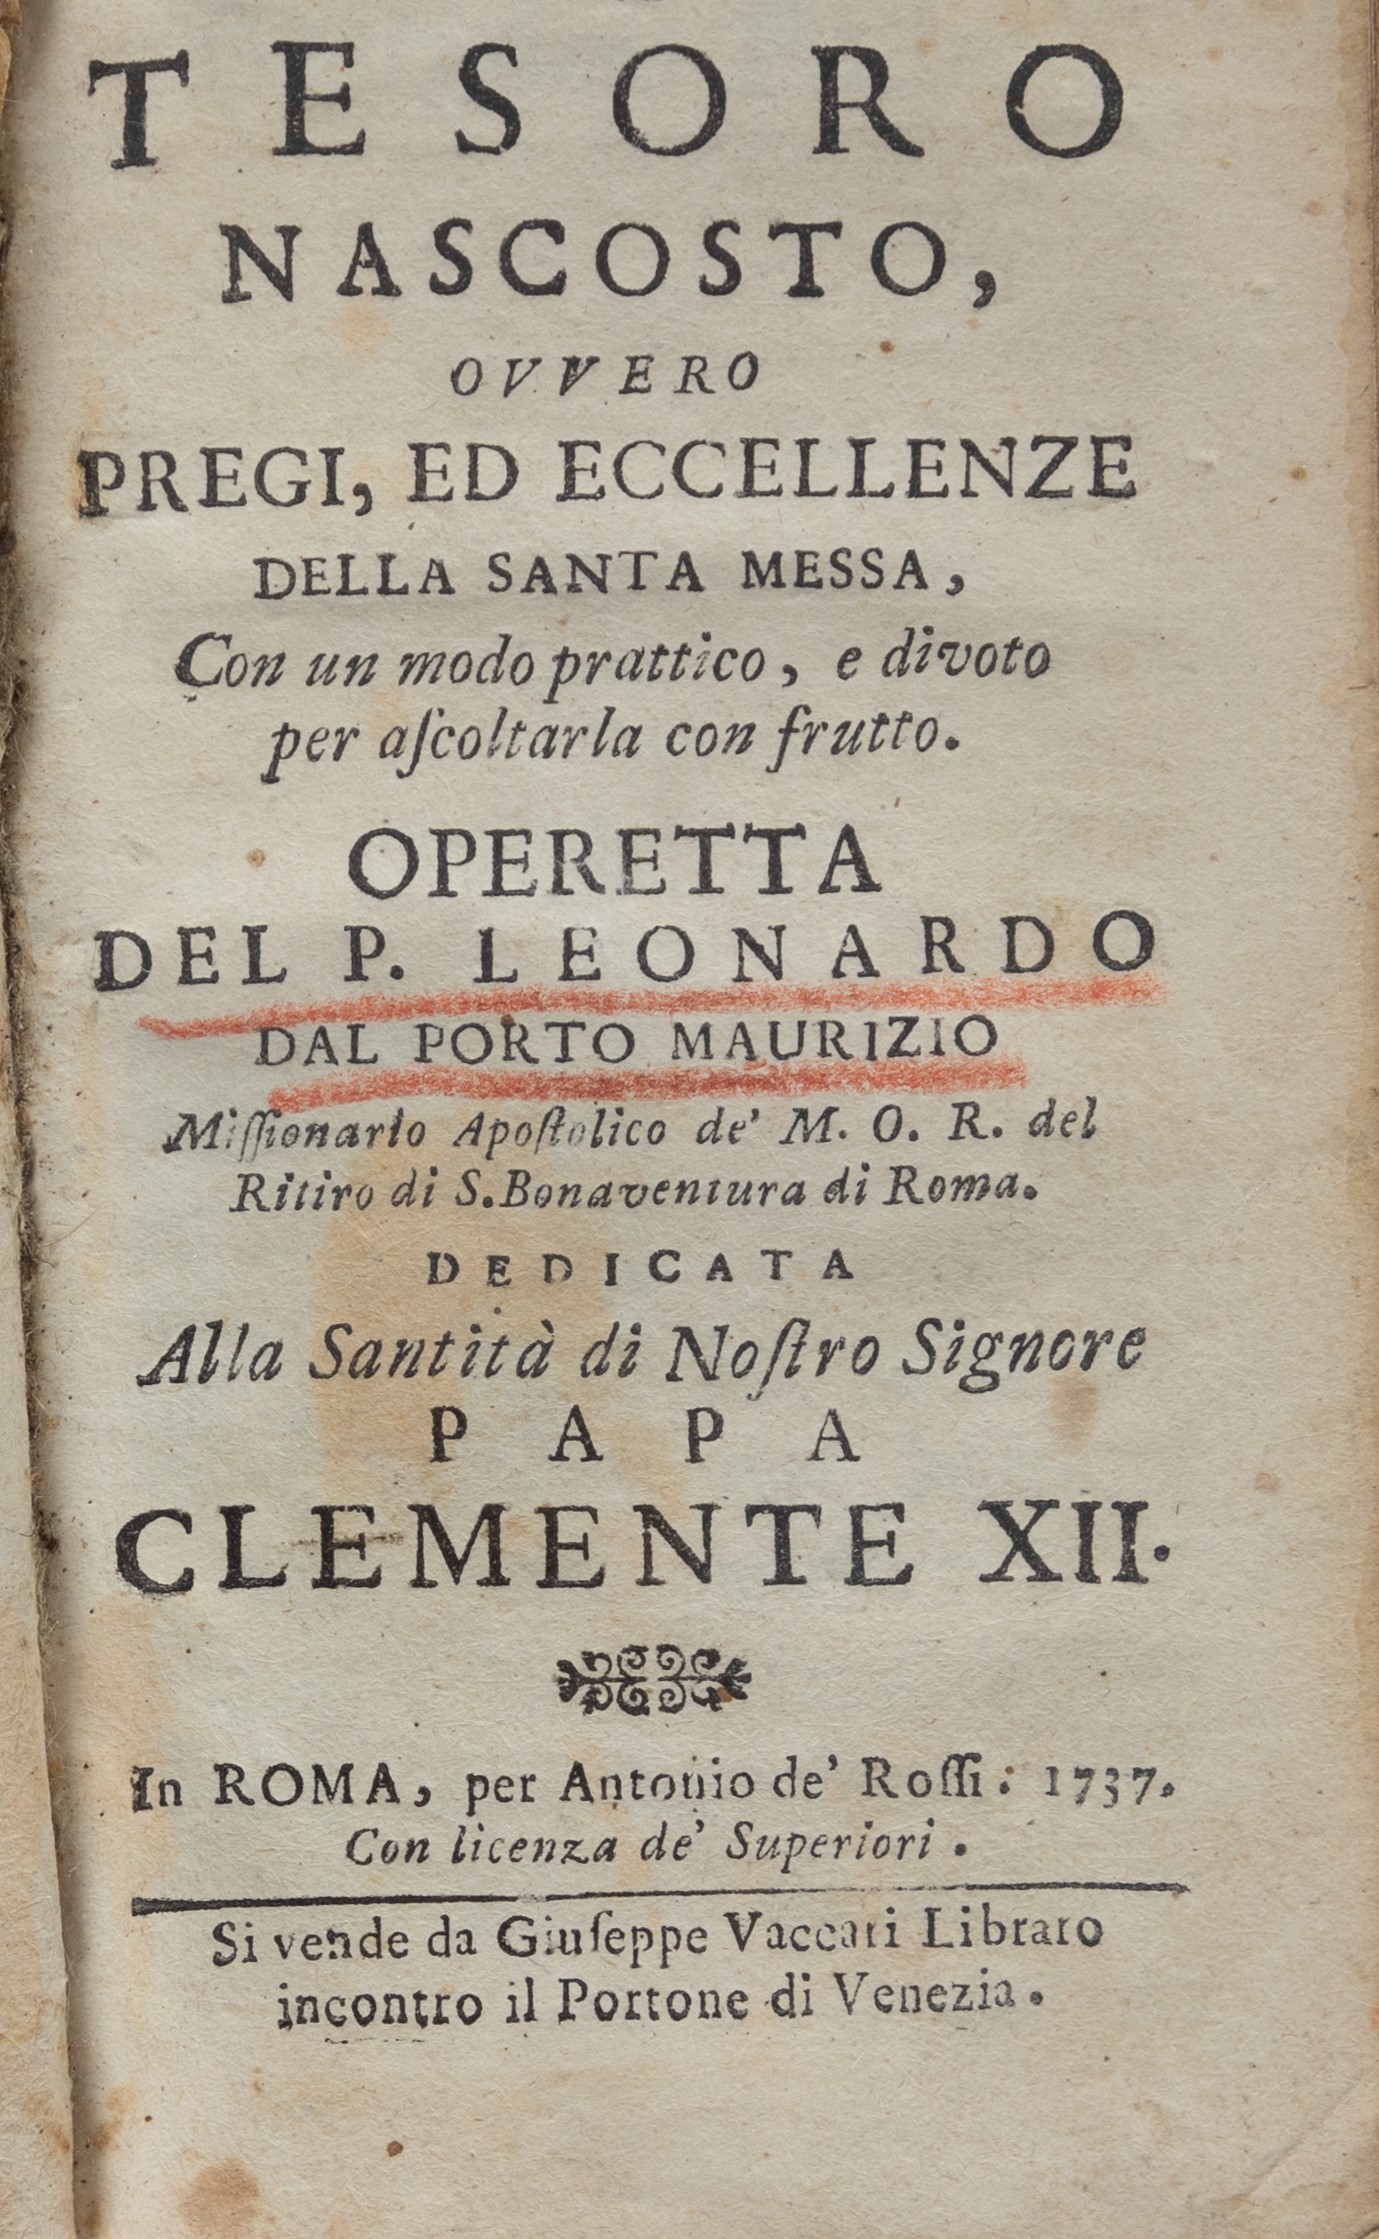 TESORO
NASCOSTO,
OVVERO
PREGI, ED ECCELLENZE
DELLA SANTA MESSA,
Con un modo prattico, e divoto
per aſcoltarla con frutto.
OPERETTA
DEL P. LEONARDO
DAL PORTO MAURIZIO
Miſſionario Apoſtolico de' M. O. R. del
Ritiro di S. Bonaventura di Roma.
DEDICATA
Alla Santità di Noſtro Signore
PAPA
CLEMENTE XII.
In ROMA, per Antonio de' Roſſi: 1737.
Con licenza de' Superiori.
Si vende da Giuſeppe Vaccari Libraro
incontro il Portone di Venezia.